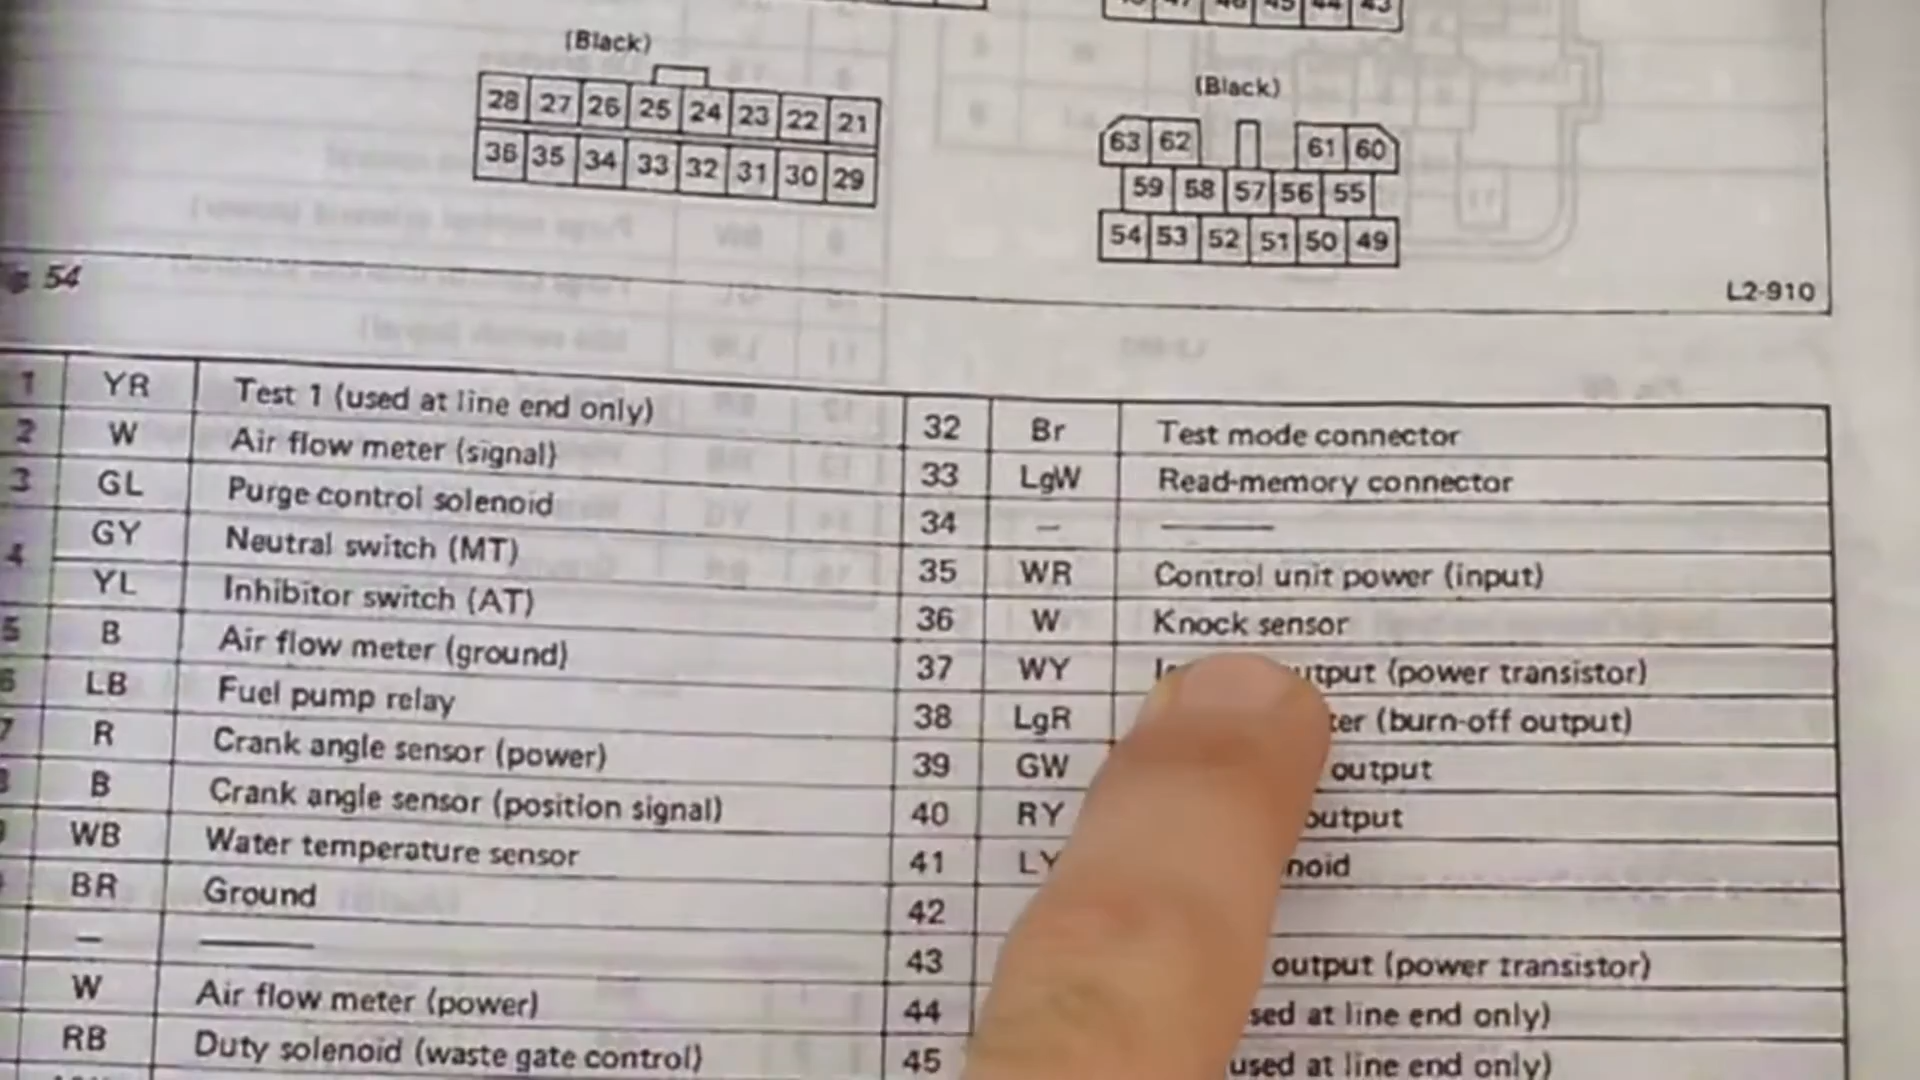 46 45 44 43
(Black)
28 27 26 25 24 23 22 21
36 35 34 33 32 31 30 29
(Black)
63 62 61 60
59 58 57 56 55
54 53 52 51 50 49
54
L2-910
1 YR Test 1 (used at line end only)
2 W Air flow meter (signal)
3 GL Purge control solenoid
4 GY Neutral switch (MT)
YL Inhibitor switch (AT)
5 B Air flow meter (ground)
6 LB Fuel pump relay
7 R Crank angle sensor (power)
8 B Crank angle sensor (position signal)
WB Water temperature sensor
BR Ground
–
W Air flow meter (power)
RB Duty solenoid (waste gate control)
32 Br Test mode connector
33 LgW Read-memory connector
34 –
35 WR Control unit power (input)
36 W Knock sensor
37 WY output (power transistor)
38 LgR (burn-off output)
39 GW output
40 RY output
41 LY
42
43 output (power transistor)
44 at line end only)
45 used at line end only)